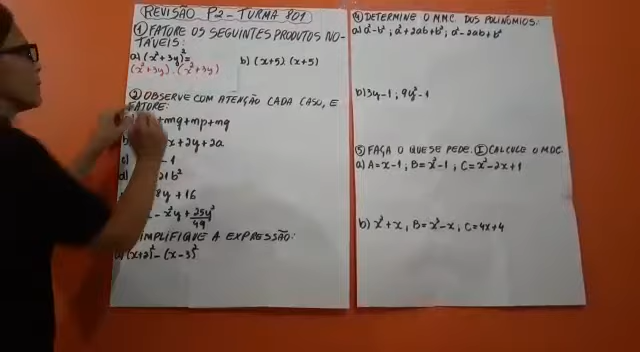 REVISÃO P2 - TURMA 801
① FATORE OS SEGUINTES PRODUTOS NO-
TÁVEIS:
a) (x²+3y)²=
(x²+3y).(x²+3y)
b) (x+5).(x+5)
② OBSERVE COM ATENÇÃO CADA CASO, E
FATORE:
+mq+mp+nq
x+2y+2a
c) - 1
d) 21b²
8y+16
x - x²y + 25y²/49
SIMPLIFIQUE A EXPRESSÃO:
a) (x+2)² - (x-3)²
④ DETERMINE O M.M.C. DOS POLINÔMIOS:
a) a²-b²; a²+2ab+b²; a²-2ab+b²
b) 3y-1; 9y²-1
⑤ FAÇA O QUE SE PEDE. Ⓘ CALCULE O MDC.
a) A=x-1; B=x²-1; C=x²-2x+1
b) x²+x; B=x³-x; C=4x+4